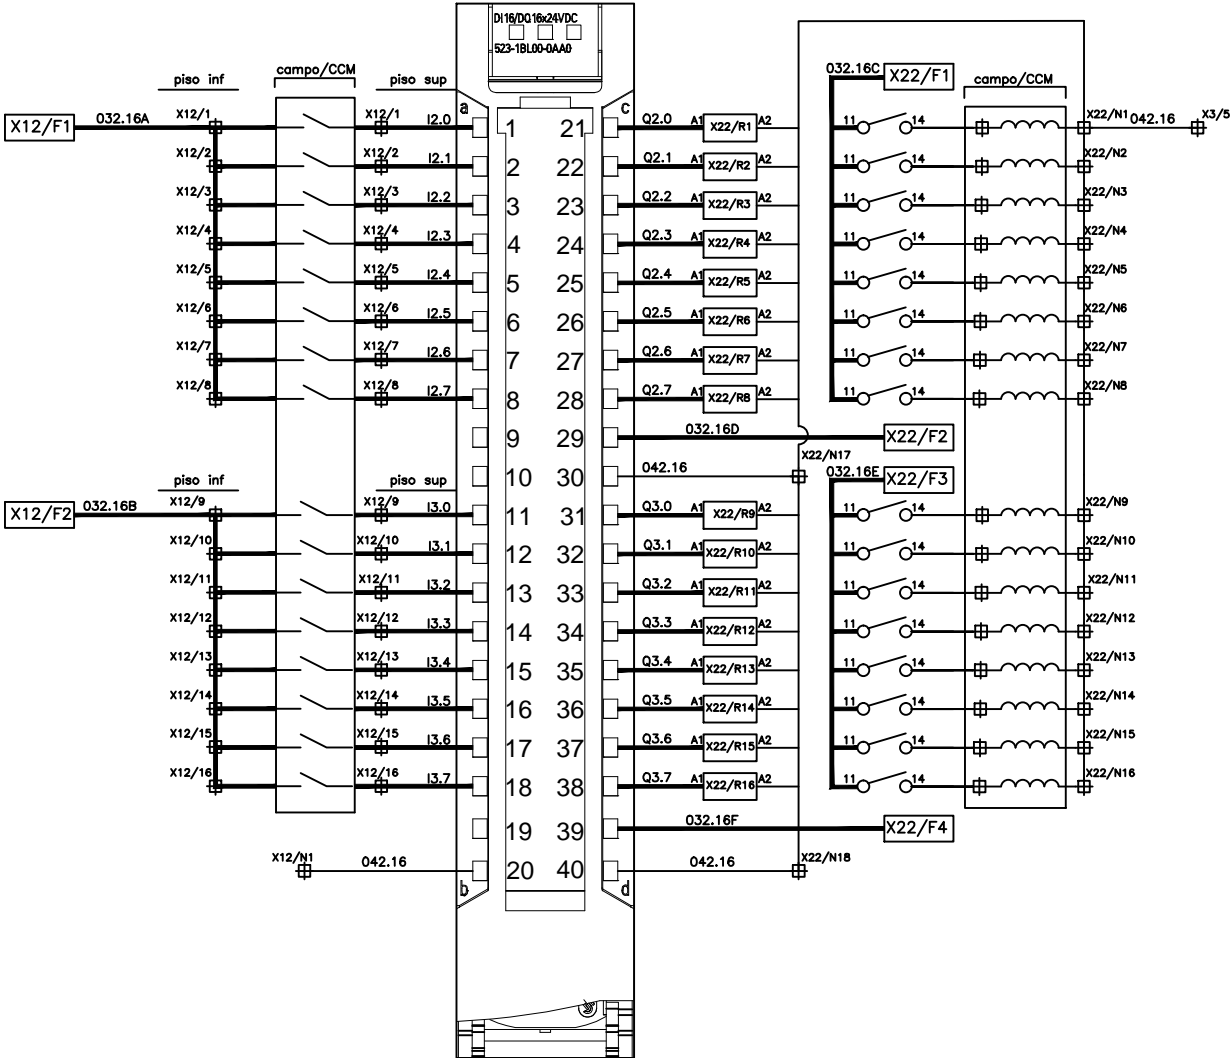 DI16/DQ16x24VDC
523-1BL00-0AA0
piso inf campo/CCM piso sup a c 032.16C X22/F1 campo/CCM
X12/F1 032.16A X12/1 X12/1 I2.0 1 21 Q2.0 A1 X22/R1 A2 11 14 X22/N1 042.16 X3/5
X12/2 X12/2 I2.1 2 22 Q2.1 A1 X22/R2 A2 11 14 X22/N2
X12/3 X12/3 I2.2 3 23 Q2.2 A1 X22/R3 A2 11 14 X22/N3
X12/4 X12/4 I2.3 4 24 Q2.3 A1 X22/R4 A2 11 14 X22/N4
X12/5 X12/5 I2.4 5 25 Q2.4 A1 X22/R5 A2 11 14 X22/N5
X12/6 X12/6 I2.5 6 26 Q2.5 A1 X22/R6 A2 11 14 X22/N6
X12/7 X12/7 I2.6 7 27 Q2.6 A1 X22/R7 A2 11 14 X22/N7
X12/8 X12/8 I2.7 8 28 Q2.7 A1 X22/R8 A2 11 14 X22/N8
9 29 032.16D X22/F2
10 30 042.16 X22/N17
piso inf piso sup 032.16E X22/F3
X12/F2 032.16B X12/9 X12/9 I3.0 11 31 Q3.0 A1 X22/R9 A2 11 14 X22/N9
X12/10 X12/10 I3.1 12 32 Q3.1 A1 X22/R10 A2 11 14 X22/N10
X12/11 X12/11 I3.2 13 33 Q3.2 A1 X22/R11 A2 11 14 X22/N11
X12/12 X12/12 I3.3 14 34 Q3.3 A1 X22/R12 A2 11 14 X22/N12
X12/13 X12/13 I3.4 15 35 Q3.4 A1 X22/R13 A2 11 14 X22/N13
X12/14 X12/14 I3.5 16 36 Q3.5 A1 X22/R14 A2 11 14 X22/N14
X12/15 X12/15 I3.6 17 37 Q3.6 A1 X22/R15 A2 11 14 X22/N15
X12/16 X12/16 I3.7 18 38 Q3.7 A1 X22/R16 A2 11 14 X22/N16
19 39 032.16F X22/F4
X12/N1 042.16 20 40 042.16 X22/N18
b d